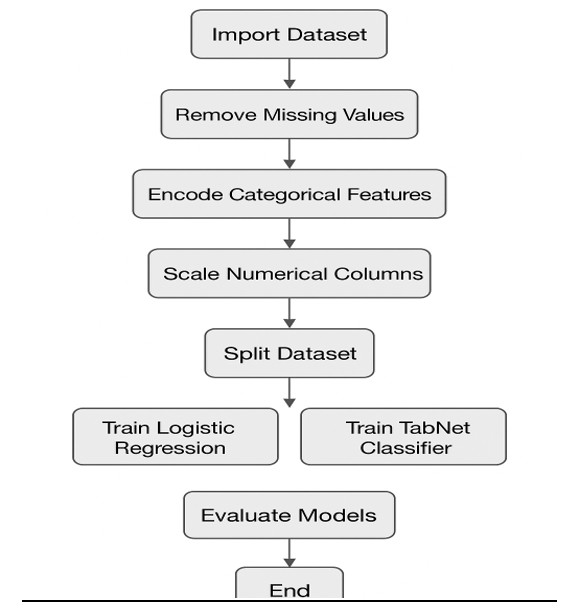 Import Dataset
Remove Missing Values
Encode Categorical Features
Scale Numerical Columns
Split Dataset
Train Logistic
Regression
Train TabNet
Classifier
Evaluate Models
End